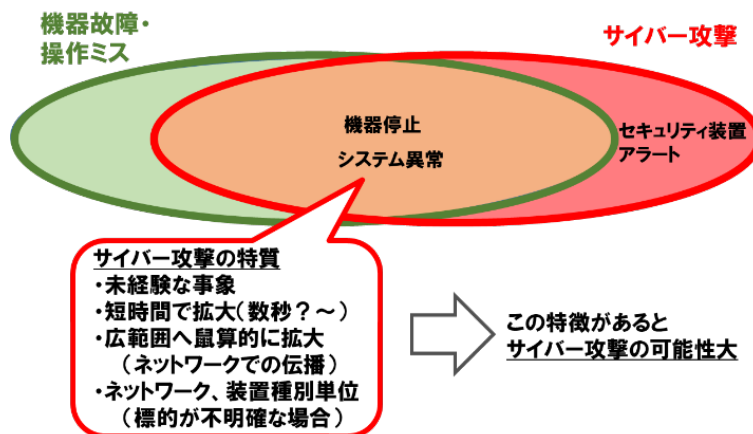 機器故障・
操作ミス
サイバー攻撃
機器停止
システム異常
セキュリティ装置
アラート
サイバー攻撃の特質
・未経験な事象
・短時間で拡大(数秒？～)
・広範囲へ鼠算的に拡大
（ネットワークでの伝播）
・ネットワーク、装置種別単位
（標的が不明確な場合）
この特徴があると
サイバー攻撃の可能性大